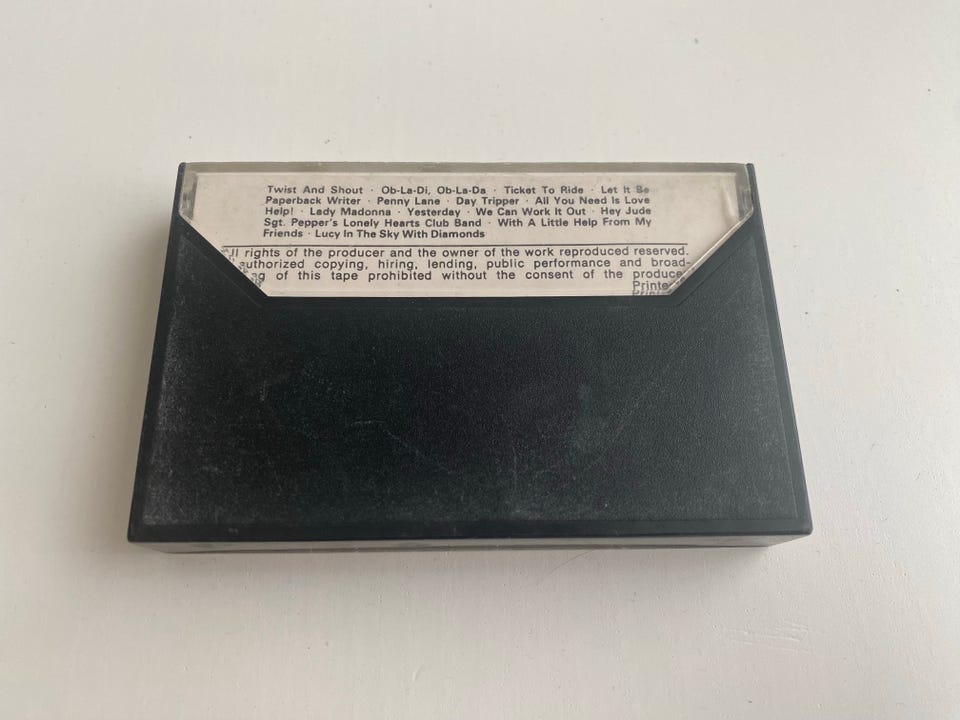 Twist And Shout · Ob-La-Di, Ob-La-Da · Ticket To Ride · Let It Be
Paperback Writer · Penny Lane · Day Tripper · All You Need Is Love
Help! · Lady Madonna · Yesterday · We Can Work It Out · Hey Jude
Sgt. Pepper's Lonely Hearts Club Band · With A Little Help From My
Friends · Lucy In The Sky With Diamonds
rights of the producer and the owner of the work reproduced reserved.
authorized copying, hiring, lending, public performance and broad-
of this tape prohibited without the consent of the produce
Printe